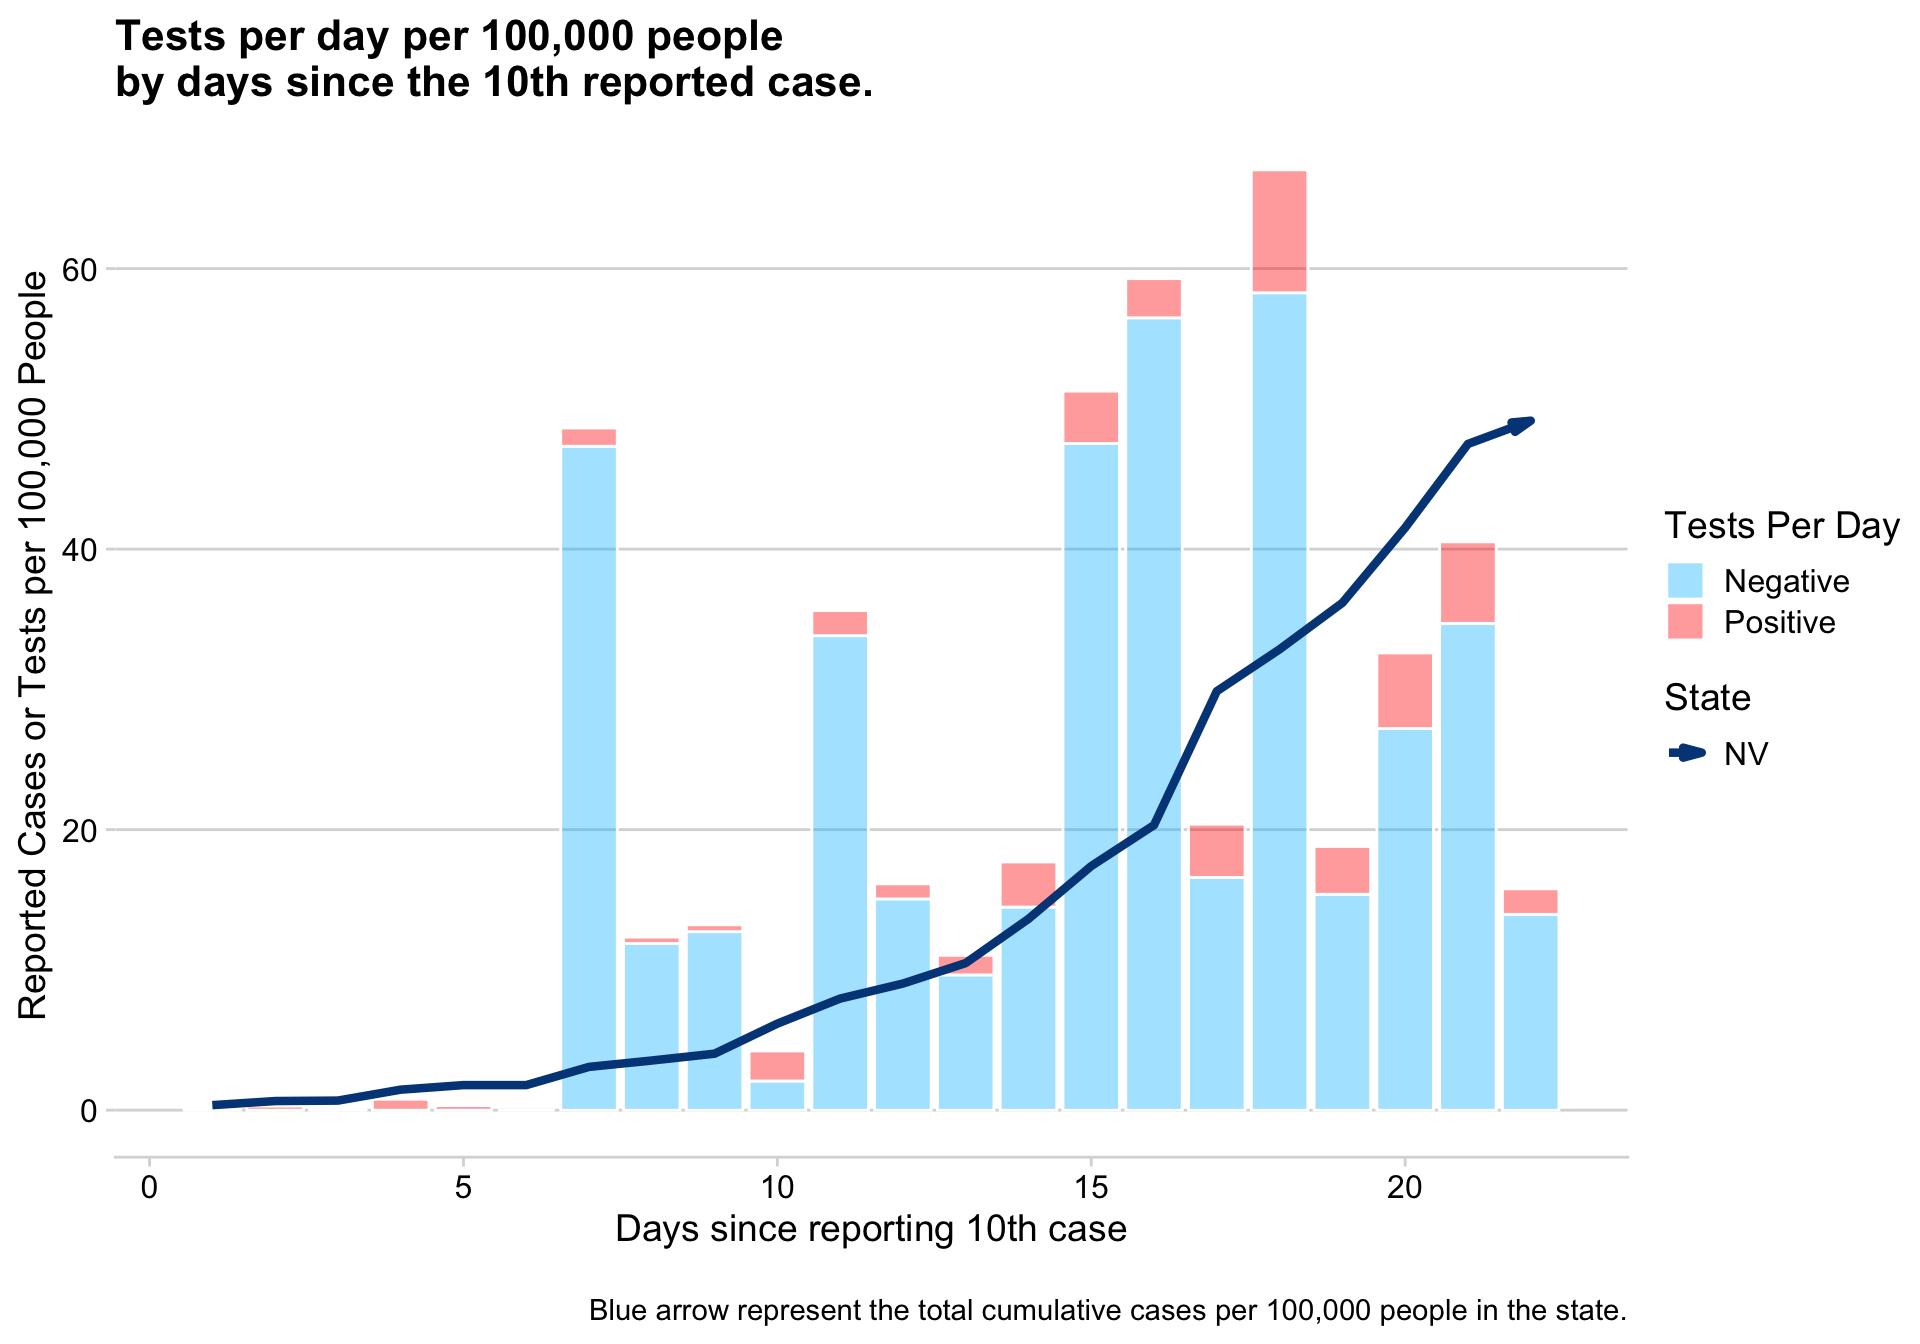 Tests per day per 100,000 people
by days since the 10th reported case.
Reported Cases or Tests per 100,000 People
60
40
20
0
0
5
10
15
20
Days since reporting 10th case
Tests Per Day
Negative
Positive
State
NV
Blue arrow represent the total cumulative cases per 100,000 people in the state.